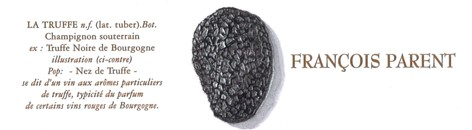 LA TRUFFE n.f. (lat. tuber).Bot.
Champignon souterrain
ex : Truffe Noire de Bourgogne
illustration (ci-contre)
Pop: - Nez de Truffe -
se dit d'un vin aux arômes particuliers
de truffe, typicité du parfum
de certains vins rouges de Bourgogne.
FRANÇOIS PARENT